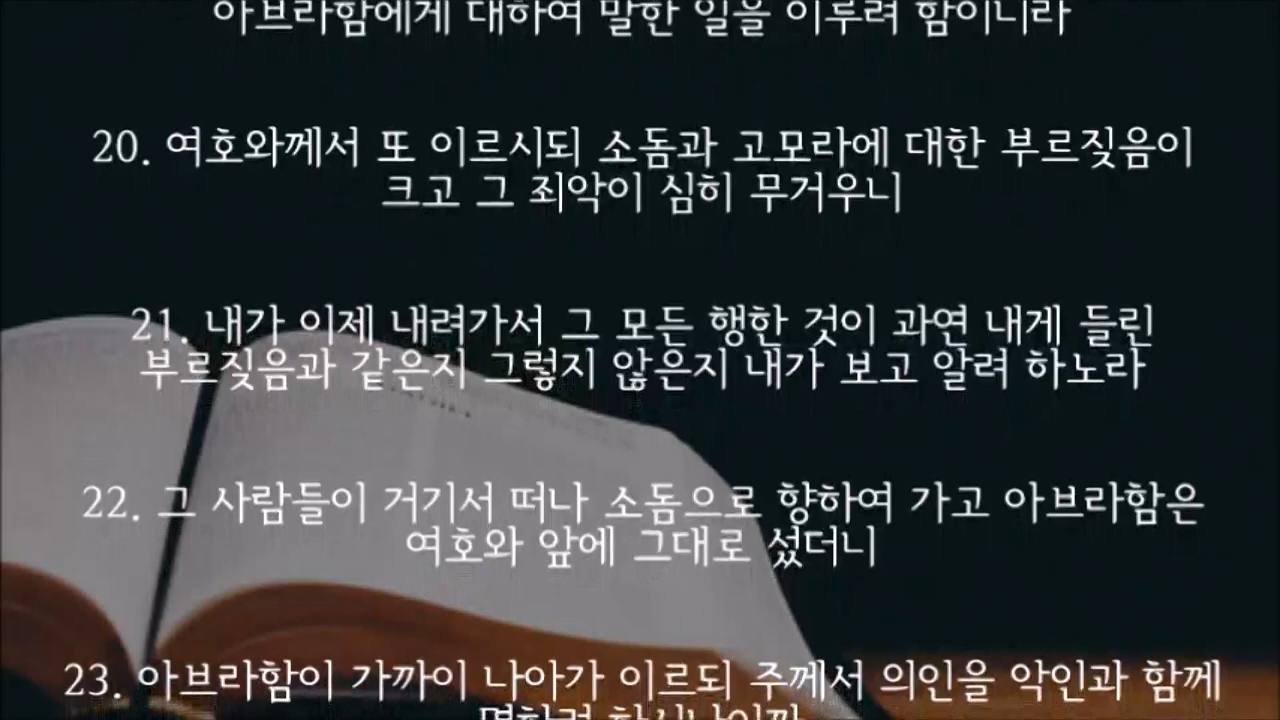 아브라함에게 대하여 말한 일을 이루려 함이니라
20. 여호와께서 또 이르시되 소돔과 고모라에 대한 부르짖음이
크고 그 죄악이 심히 무거우니
21. 내가 이제 내려가서 그 모든 행한 것이 과연 내게 들린
부르짖음과 같은지 그렇지 않은지 내가 보고 알려 하노라
22. 그 사람들이 거기서 떠나 소돔으로 향하여 가고 아브라함은
여호와 앞에 그대로 섰더니
23. 아브라함이 가까이 나아가 이르되 주께서 의인을 악인과 함께
멸하려 하시나이까